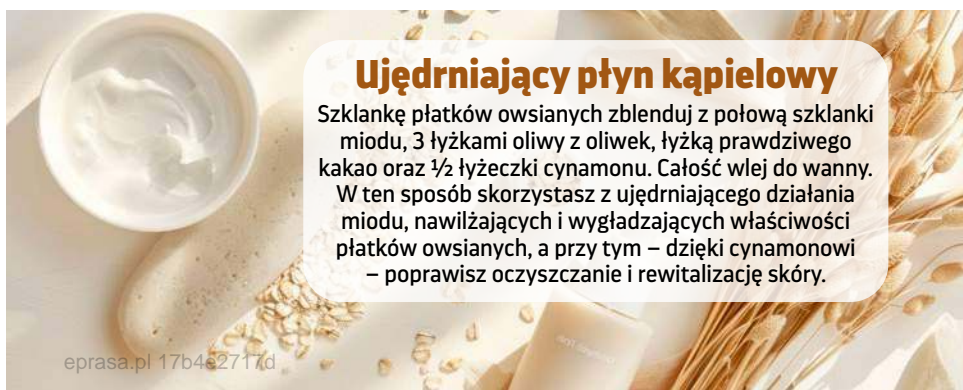 Ujędrniający płyn kąpielowy
Szklankę płatków owsianych zblenduj z połową szklanki
miodu, 3 łyżkami oliwy z oliwek, łyżką prawdziwego
kakao oraz ½ łyżeczki cynamonu. Całość wlej do wanny.
W ten sposób skorzystasz z ujędrniającego działania
miodu, nawilżających i wygładzających właściwości
płatków owsianych, a przy tym – dzięki cynamonowi
– poprawisz oczyszczanie i rewitalizację skóry.
eprasa.pl 17b4e2717d